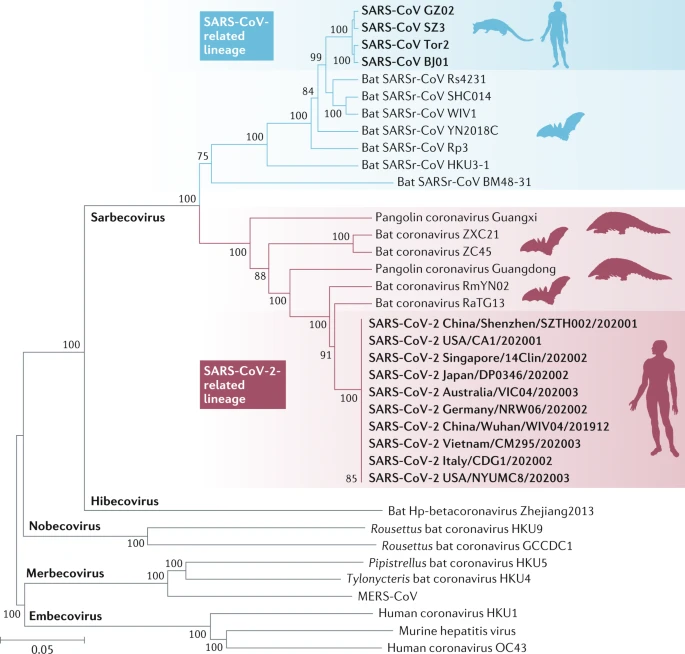 SARS-CoV-
related
lineage
SARS-CoV GZ02
SARS-CoV SZ3
SARS-CoV Tor2
SARS-CoV BJ01
100
100
99
Bat SARSr-CoV Rs4231
84
Bat SARSr-CoV SHC014
Bat SARSr-CoV WIV1
100
100
Bat SARSr-CoV YN2018C
100
Bat SARSr-CoV Rp3
75
Bat SARSr-CoV HKU3-1
Bat SARSr-CoV BM48-31
100
Sarbecovirus
Pangolin coronavirus Guangxi
100
Bat coronavirus ZXC21
100
Bat coronavirus ZC45
88
Pangolin coronavirus Guangdong
100
Bat coronavirus RmYN02
Bat coronavirus RaTG13
100
91
100
SARS-CoV-2-
related
lineage
SARS-CoV-2 China/Shenzhen/SZTH002/202001
SARS-CoV-2 USA/CA1/202001
SARS-CoV-2 Singapore/14Clin/202002
SARS-CoV-2 Japan/DP0346/202002
SARS-CoV-2 Australia/VIC04/202003
SARS-CoV-2 Germany/NRW06/202002
SARS-CoV-2 China/Wuhan/WIV04/201912
SARS-CoV-2 Vietnam/CM295/202003
SARS-CoV-2 Italy/CDG1/202002
85 SARS-CoV-2 USA/NYUMC8/202003
100
Hibecovirus
Bat Hp-betacoronavirus Zhejiang2013
Nobecovirus
Rousettus bat coronavirus HKU9
100
Rousettus bat coronavirus GCCDC1
Merbecovirus
100
Pipistrellus bat coronavirus HKU5
100
Tylonycteris bat coronavirus HKU4
MERS-CoV
100
Embecovirus
Human coronavirus HKU1
100
Murine hepatitis virus
100
Human coronavirus OC43
0.05